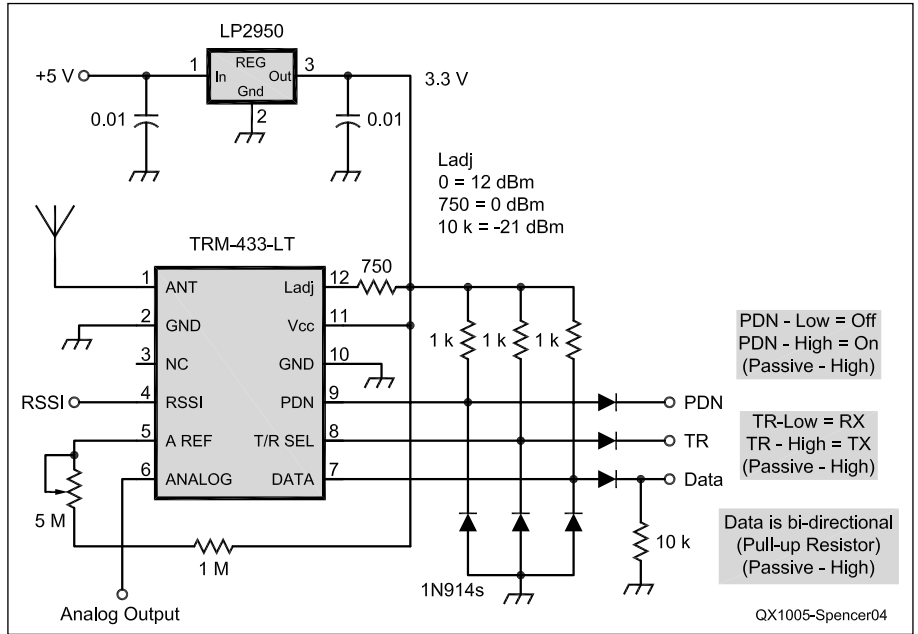 LP2950
+5 V
1
REG
In
Out
Gnd
3
2
3.3 V
0.01
0.01
Ladj
0 = 12 dBm
750 = 0 dBm
10 k = -21 dBm
TRM-433-LT
750
1
ANT
Ladj
12
2
GND
Vcc
11
3
NC
GND
10
RSSI
4
RSSI
PDN
9
PDN
5
A REF
T/R SEL
8
TR
6
ANALOG
DATA
7
Data
1 k
1 k
1 k
PDN - Low = Off
PDN - High = On
(Passive - High)
TR-Low = RX
TR - High = TX
(Passive - High)
Data is bi-directional
(Pull-up Resistor)
(Passive - High)
5 M
1 M
10 k
1N914s
Analog Output
QX1005-Spencer04